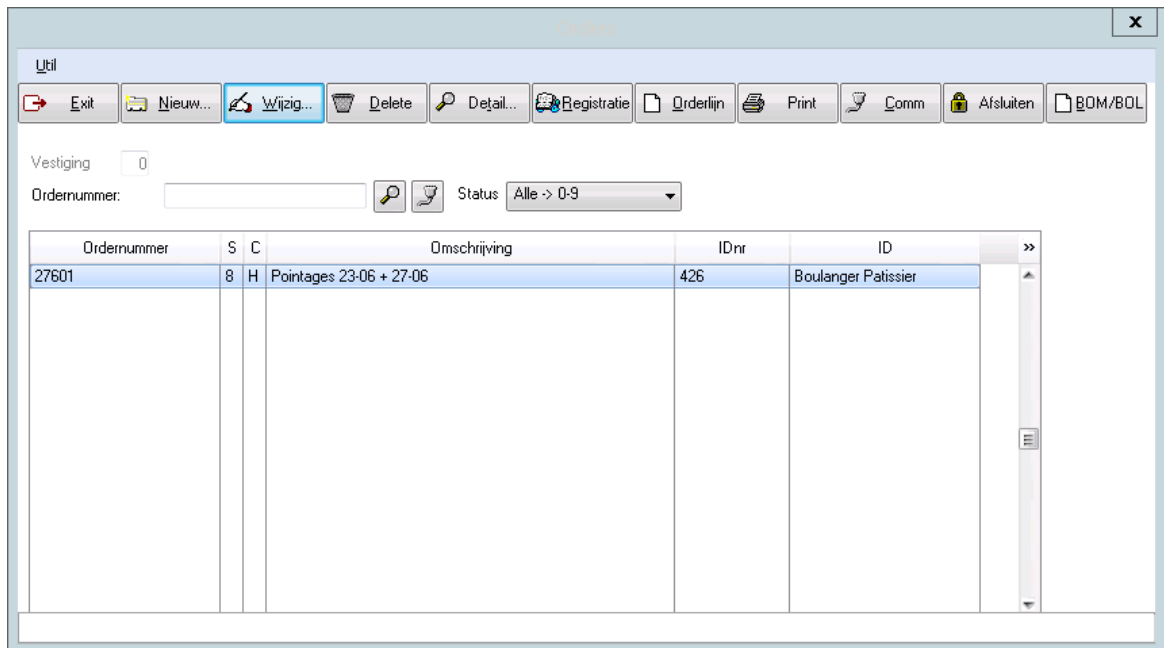 x
Util
Exit Nieuw... Wijzig... Delete Detail... Registratie Orderlijn Print Comm Afsluiten BOM/BOL
Vestiging 0
Ordernummer: Status Alle -> 0-9
Ordernummer S C Omschrijving IDnr ID »
27601 8 H Pointages 23-06 + 27-06 426 Boulanger Patissier